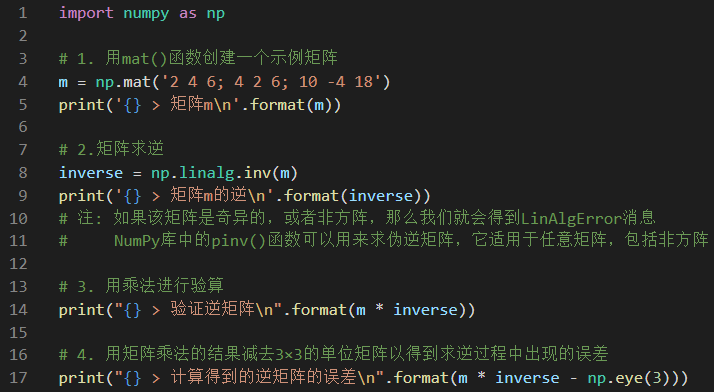 1 import numpy as np
2
3 # 1. 用mat()函数创建一个示例矩阵
4 m = np.mat('2 4 6; 4 2 6; 10 -4 18')
5 print('{} > 矩阵m\n'.format(m))
6
7 # 2.矩阵求逆
8 inverse = np.linalg.inv(m)
9 print('{} > 矩阵m的逆\n'.format(inverse))
10 # 注: 如果该矩阵是奇异的, 或者非方阵, 那么我们就会得到LinAlgError消息
11 #     NumPy库中的pinv()函数可以用来求伪逆矩阵, 它适用于任意矩阵, 包括非方阵
12
13 # 3. 用乘法进行验算
14 print("{} > 验证逆矩阵\n".format(m * inverse))
15
16 # 4. 用矩阵乘法的结果减去3×3的单位矩阵以得到求逆过程中出现的误差
17 print("{} > 计算得到的逆矩阵的误差\n".format(m * inverse - np.eye(3)))